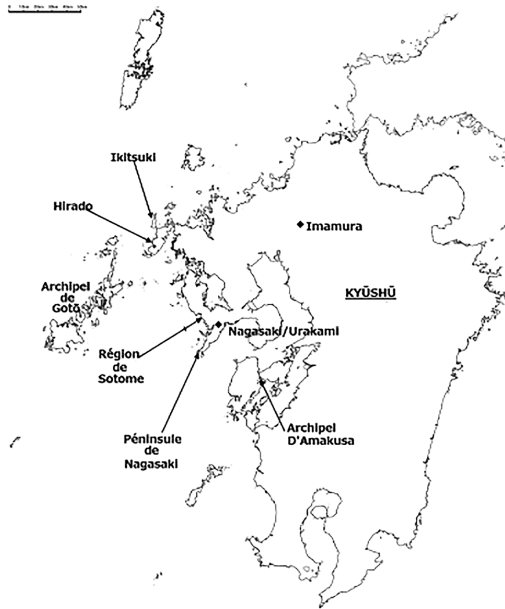 Ikitsuki
Hirado
Imamura
Archipel
de
Gotō
KYŪSHŪ
Nagasaki/Urakami
Région
de
Sotome
Péninsule
de
Nagasaki
Archipel
D'Amakusa